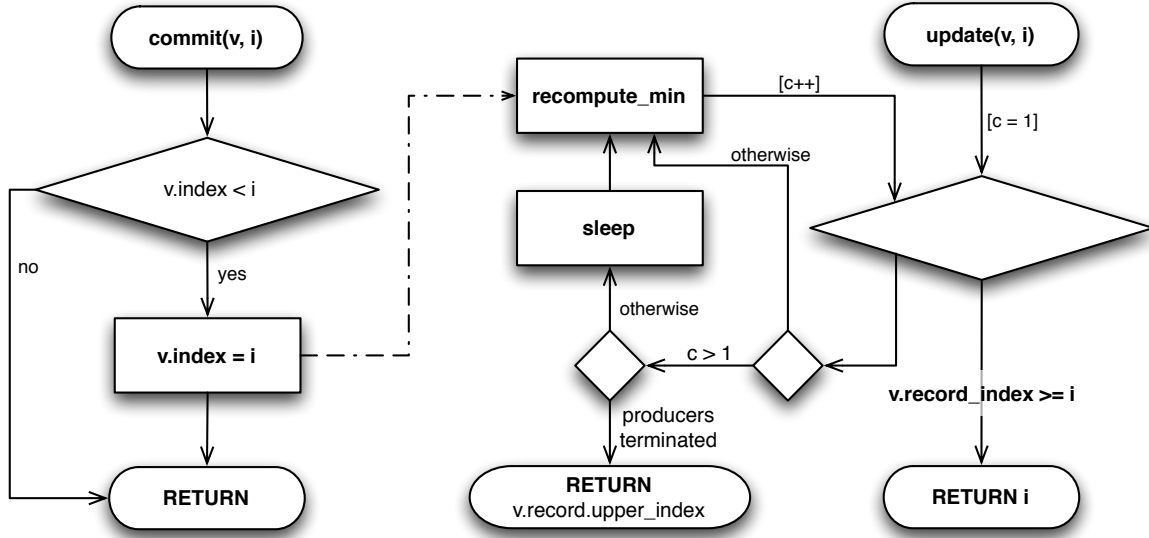 commit(v, i)
v.index < i
no
yes
v.index = i
RETURN
recompute_min
[c++]
update(v, i)
[c = 1]
otherwise
sleep
otherwise
c > 1
v.record_index >= i
producers
terminated
RETURN
v.record.upper_index
RETURN i